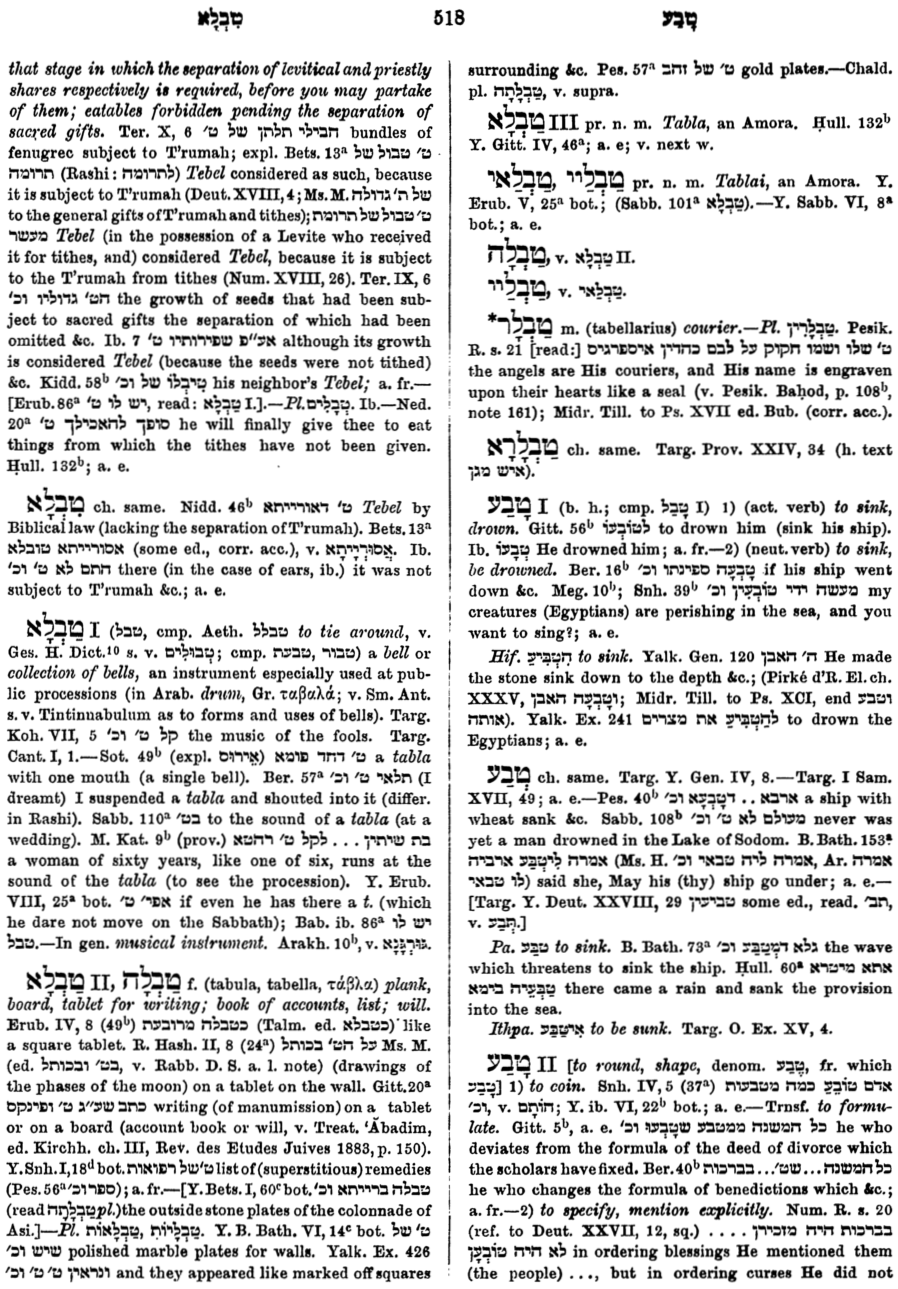 טִבְלָא 518 טָבַע
that stage in which the separation of levitical and priestly
shares respectively is required, before you may partake
of them; eatables forbidden pending the separation of
sacred gifts. Ter. X, 6 חבילי תלתן של ט׳ bundles of
fenugrec subject to T'rumah; expl. Bets. 13ᵃ ט׳ טבול של
תרומה (Rashi: לתרומה) Tebel considered as such, because
it is subject to T'rumah (Deut. XVIII, 4; Ms. M. של ת׳ גדולה
to the general gifts of T'rumah and tithes); ט׳ טבול של תרומת
מעשר Tebel (in the possession of a Levite who received
it for tithes, and) considered Tebel, because it is subject
to the T'rumah from tithes (Num. XVIII, 26). Ter. IX, 6
הט׳ גדוליו וכ׳ the growth of seeds that had been sub-
ject to sacred gifts the separation of which had been
omitted &c. Ib. 7 ט׳ אע״פ שפירותיו although its growth
is considered Tebel (because the seeds were not tithed)
&c. Kidd. 58ᵇ טִיבְלוֹ של וכ׳ his neighbor's Tebel; a. fr.—
[Erub. 86ᵃ יש לו ט׳, read: טַבְלָא I.].—Pl. טְבָלִים. Ib.—Ned.
20ᵃ סופך להאכילך ט׳ he will finally give thee to eat
things from which the tithes have not been given.
Ḥull. 132ᵇ; a. e.
טִבְלָא ch. same. Nidd. 46ᵇ ט׳ דאורייתא Tebel by
Biblical law (lacking the separation of T'rumah). Bets. 13ᵃ
אסורייתא טובלא (some ed., corr. acc.), v. אֲסוּרְיָיתָא. Ib.
התם לא ט׳ וכ׳ there (in the case of ears, ib.) it was not
subject to T'rumah &c.; a. e.
טַבְלָא I (טבל, cmp. Aeth. טבלל to tie around, v.
Ges. H. Dict.¹⁰ s. v. טְבוּלִים; cmp. טבור, טבעת) a bell or
collection of bells, an instrument especially used at pub-
lic processions (in Arab. drum, Gr. ταβαλά; v. Sm. Ant.
s. v. Tintinnabulum as to forms and uses of bells). Targ.
Koh. VII, 5 קל ט׳ וכ׳ the music of the fools. Targ.
Cant. I, 1.—Sot. 49ᵇ (expl. אֵירוּס) ט׳ דחד פומא a tabla
with one mouth (a single bell). Ber. 57ᵃ תלאי ט׳ וכ׳ (I
dreamt) I suspended a tabla and shouted into it (differ.
in Rashi). Sabb. 110ᵃ בט׳ to the sound of a tabla (at a
wedding). M. Kat. 9ᵇ (prov.) בת שיתין ... לקל ט׳ רהטא
a woman of sixty years, like one of six, runs at the
sound of the tabla (to see the procession). Y. Erub.
VIII, 25ᵃ bot. אפי׳ ט׳ if even he has there a t. (which
he dare not move on the Sabbath); Bab. ib. 86ᵃ יש לו
טבל.—In gen. musical instrument. Arakh. 10ᵇ, v. גּוּרְגְּנָא.
טַבְלָא II, טַבְלָה f. (tabula, tabella, τάβλα) plank,
board, tablet for writing; book of accounts, list; will.
Erub. IV, 8 (49ᵇ) כטבלה מרובעת (Talm. ed. כטבלא) like
a square tablet. R. Hash. II, 8 (24ᵃ) על הט׳ בכותל Ms. M.
(ed. בט׳ ובכותל, v. Rabb. D. S. a. l. note) (drawings of
the phases of the moon) on a tablet on the wall. Gitt. 20ᵃ
כתב שע״ג ט׳ ופינקס writing (of manumission) on a tablet
or on a board (account book or will, v. Treat. 'Ăbadim,
ed. Kirchh. ch. III, Rev. des Etudes Juives 1883, p. 150).
Y. Snh. I, 18ᵈ bot. ט׳ של רפואות list of (superstitious) remedies
(Pes. 56ᵃ ספר וכ׳); a. fr.—[Y. Bets. I, 60ᶜ bot. טבלה ברייתא וכ׳
(read טַבְלָתָה pl.) the outside stone plates of the colonnade of
Asi.]—Pl. טַבְלָיוֹת, טַבְלָאוֹת. Y. B. Bath. VI, 14ᶜ bot. ט׳ של
שיש וכ׳ polished marble plates for walls. Yalk. Ex. 426
ונראין ט׳ ט׳ וכ׳ and they appeared like marked off squares
surrounding &c. Pes. 57ᵃ ט׳ של זהב gold plates.—Chald.
pl. טַבְלָתָה, v. supra.
טַבְלָא III pr. n. m. Tabla, an Amora. Ḥull. 132ᵇ
Y. Gitt. IV, 46ᵃ; a. e; v. next w.
טַבְלַיי, טַבְלָאי pr. n. m. Tablai, an Amora. Y.
Erub. V, 25ᵃ bot.; (Sabb. 101ᵃ טַבְלָא).—Y. Sabb. VI, 8ᵃ
bot.; a. e.
טַבְלָה, v. טַבְלָא II.
טַבְלַיי, v. טַבְלַאי.
*טַבְלָר m. (tabellarius) courier.—Pl. טַבְלָרִין. Pesik.
R. s. 21 [read:] ט׳ שלו ושמו חקוק על לבם כחדין איספרגיס
the angels are His couriers, and His name is engraven
upon their hearts like a seal (v. Pesik. Baḥod, p. 108ᵇ,
note 161); Midr. Till. to Ps. XVII ed. Bub. (corr. acc.).
טַבְלָרָא ch. same. Targ. Prov. XXIV, 34 (h. text
איש מגן).
טָבַע I (b. h.; cmp. טָבַל I) 1) (act. verb) to sink,
drown. Gitt. 56ᵇ לטוֹבְעוֹ to drown him (sink his ship).
Ib. טְבָעוֹ He drowned him; a. fr.—2) (neut. verb) to sink,
be drowned. Ber. 16ᵇ טָבְעָה ספינתו וכ׳ if his ship went
down &c. Meg. 10ᵇ; Snh. 39ᵇ מעשה ידי טוֹבְעִין וכ׳ my
creatures (Egyptians) are perishing in the sea, and you
want to sing?; a. e.
Hif. הִטְבִּיעַ to sink. Yalk. Gen. 120 ה׳ האבן He made
the stone sink down to the depth &c.; (Pirké d'R. El. ch.
XXXV, וְטָבְעָה האבן; Midr. Till. to Ps. XCI, end וטבע
אותה). Yalk. Ex. 241 לְהַטְבִּיעַ את מצרים to drown the
Egyptians; a. e.
טְבַע ch. same. Targ. Y. Gen. IV, 8.—Targ. I Sam.
XVII, 49; a. e.—Pes. 40ᵇ ארבא .. דטָבְעָא וכ׳ a ship with
wheat sank &c. Sabb. 108ᵇ מעולם לא ט׳ וכ׳ never was
yet a man drowned in the Lake of Sodom. B. Bath. 153ᵃ
אמרה לִיטְבַּע ארביה (Ms. H. אמרה ליה טבאי וכ׳, Ar. אמרה
לו טבאי) said she, May his (thy) ship go under; a. e.—
[Targ. Y. Deut. XXVIII, 29 טביעין some ed., read תב׳,
v. תְּבַע.]
Pa. טַבַּע to sink. B. Bath. 73ᵃ גלא דמְטַבַּע וכ׳ the wave
which threatens to sink the ship. Ḥull. 60ᵃ אתא מיטרא
טַבְּעֵיה בימא there came a rain and sank the provision
into the sea.
Ithpa. אִיטַּבַּע to be sunk. Targ. O. Ex. XV, 4.
טָבַע II [to round, shape, denom. טֶבַע, fr. which
טָבַע] 1) to coin. Snh. IV, 5 (37ᵃ) אדם טוֹבֵעַ כמה מטבעות
וכ׳, v. חוֹתָם; Y. ib. VI, 22ᵇ bot.; a. e.—Trnsf. to formu-
late. Gitt. 5ᵇ, a. e. כל המשנה ממטבע שטָבְעוּ וכ׳ he who
deviates from the formula of the deed of divorce which
the scholars have fixed. Ber. 40ᵇ כל המשנה ... שט׳ ... בברכות
he who changes the formula of benedictions which &c.;
a. fr.—2) to specify, mention explicitly. Num. R. s. 20
(ref. to Deut. XXVII, 12, sq.) בברכות היה מזכירין ....
לא היה טוֹבְעָן in ordering blessings He mentioned them
(the people) ..., but in ordering curses He did not